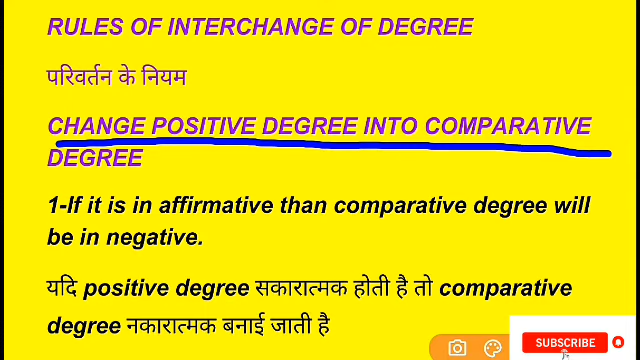 RULES OF INTERCHANGE OF DEGREE
परिवर्तन के नियम
CHANGE POSITIVE DEGREE INTO COMPARATIVE
DEGREE
1-If it is in affirmative than comparative degree will
be in negative.
यदि positive degree सकारात्मक होती है तो comparative
degree नकारात्मक बनाई जाती है
SUBSCRIBE